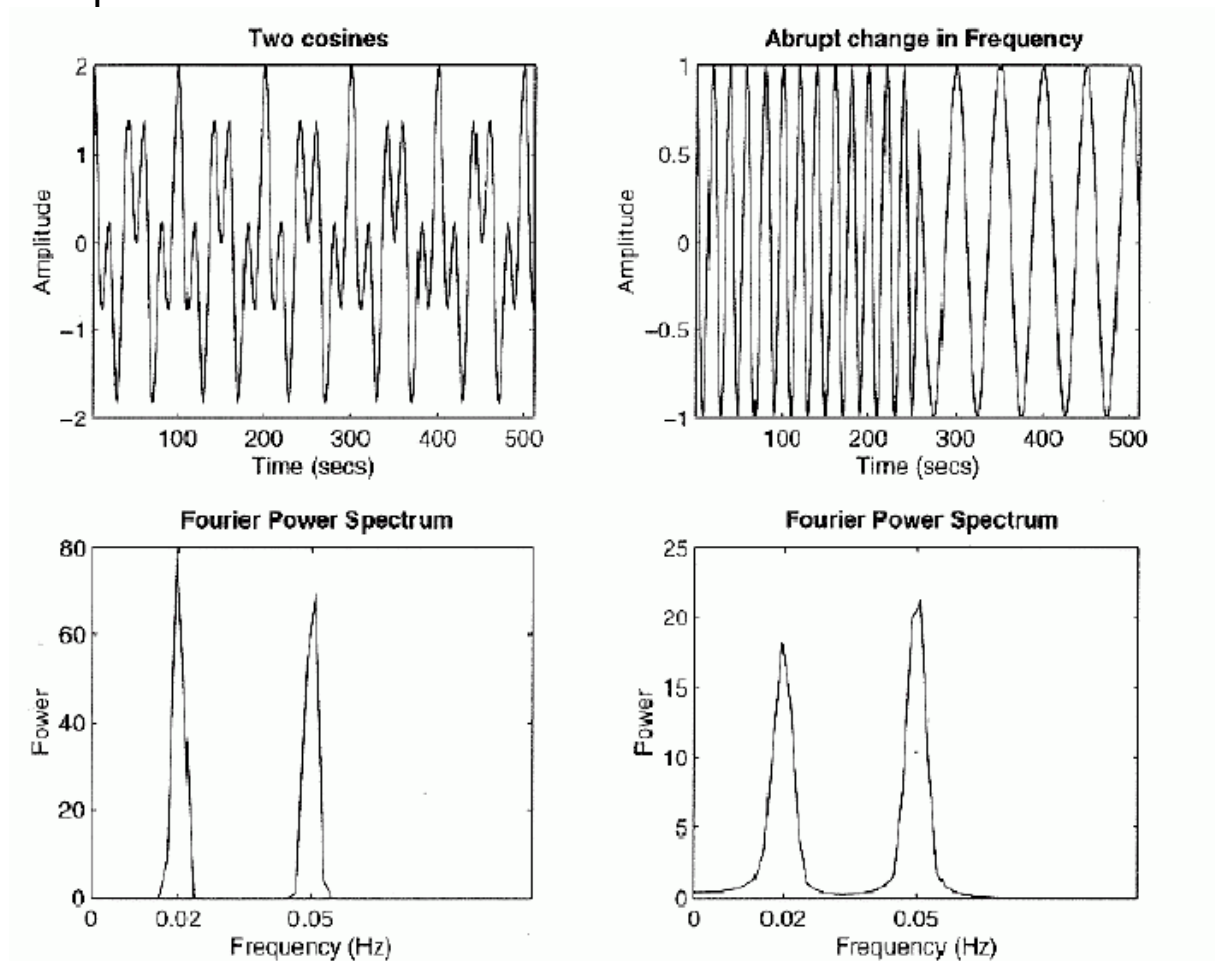 Two cosines
2
1
0
−1
−2
Amplitude
100 200 300 400 500
Time (secs)
Abrupt change in Frequency
1
0.5
0
−0.5
−1
Amplitude
100 200 300 400 500
Time (secs)
Fourier Power Spectrum
80
60
40
20
0
Power
0 0.02 0.05
Frequency (Hz)
Fourier Power Spectrum
25
20
15
10
5
0
Power
0 0.02 0.05
Frequency (Hz)